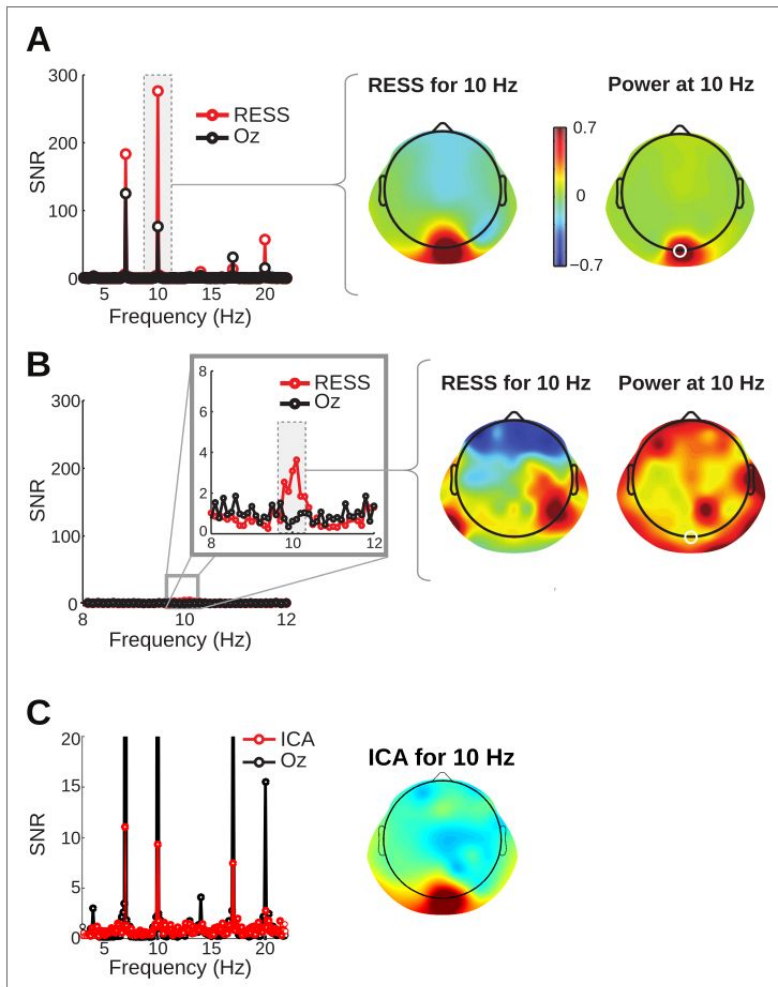 A
RESS for 10 Hz
Power at 10 Hz
SNR
300
200
100
0
RESS
Oz
5 10 15 20
Frequency (Hz)
0.7
0
−0.7
B
RESS for 10 Hz
Power at 10 Hz
SNR
300
200
100
0
8 10 12
Frequency (Hz)
8
6
4
2
0
RESS
Oz
8 10 12
C
ICA for 10 Hz
SNR
20
15
10
5
0
ICA
Oz
5 10 15 20
Frequency (Hz)